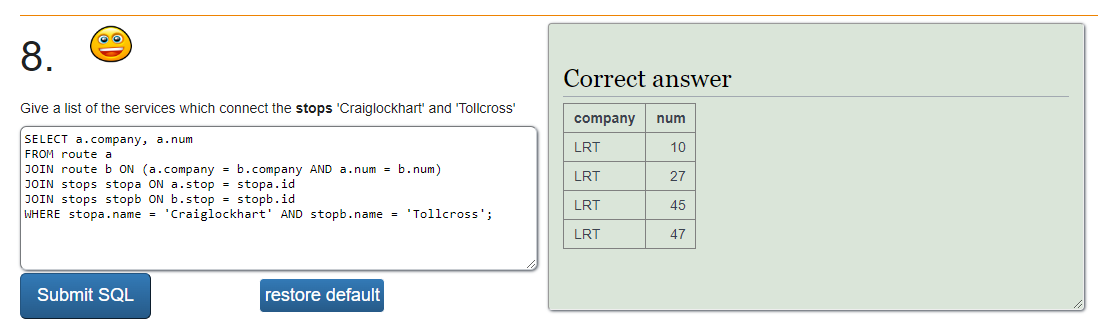 8.
Give a list of the services which connect the stops 'Craiglockhart' and 'Tollcross'
SELECT a.company, a.num
FROM route a
JOIN route b ON (a.company = b.company AND a.num = b.num)
JOIN stops stopa ON a.stop = stopa.id
JOIN stops stopb ON b.stop = stopb.id
WHERE stopa.name = 'Craiglockhart' AND stopb.name = 'Tollcross';
Submit SQL
restore default
Correct answer
company num
LRT 10
LRT 27
LRT 45
LRT 47